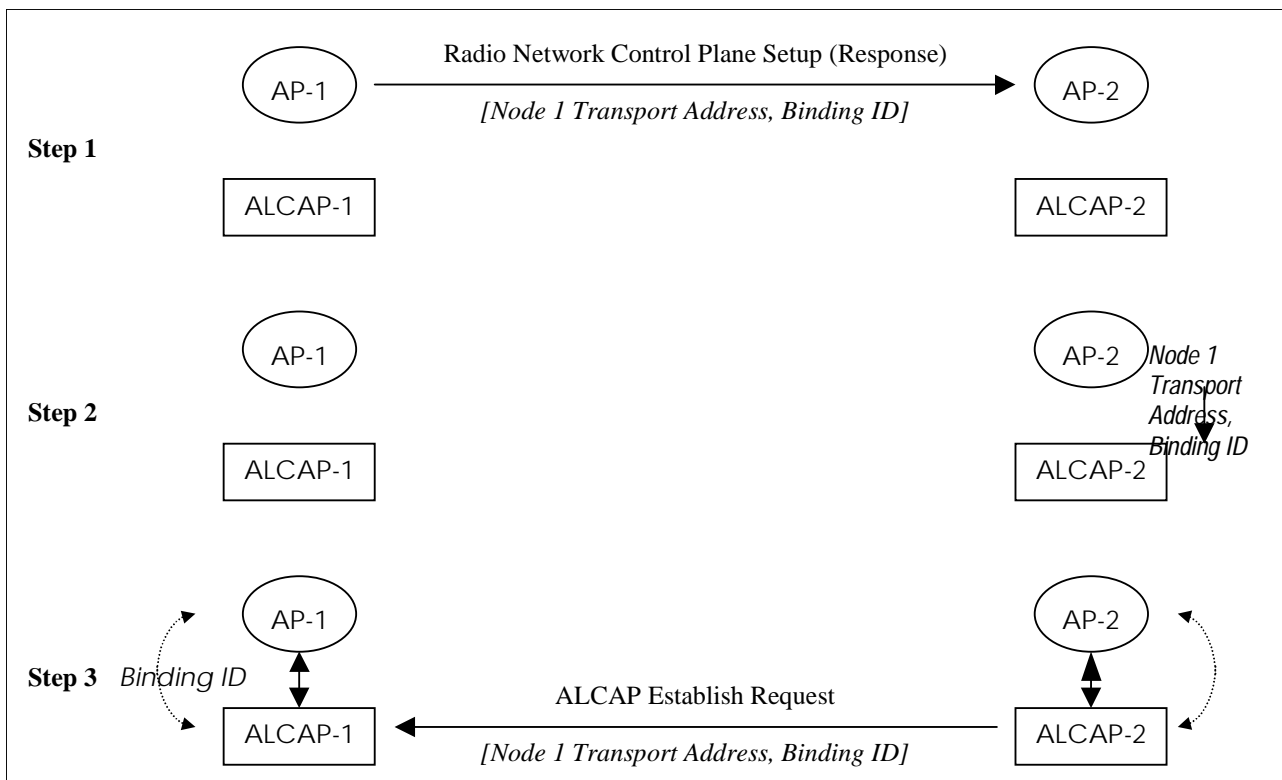 Radio Network Control Plane Setup (Response)
AP-1
AP-2
[Node 1 Transport Address, Binding ID]
Step 1
ALCAP-1
ALCAP-2
AP-1
AP-2
Node 1
Transport
Address,
Binding ID
Step 2
ALCAP-1
ALCAP-2
AP-1
AP-2
Step 3
Binding ID
ALCAP Establish Request
ALCAP-1
ALCAP-2
[Node 1 Transport Address, Binding ID]